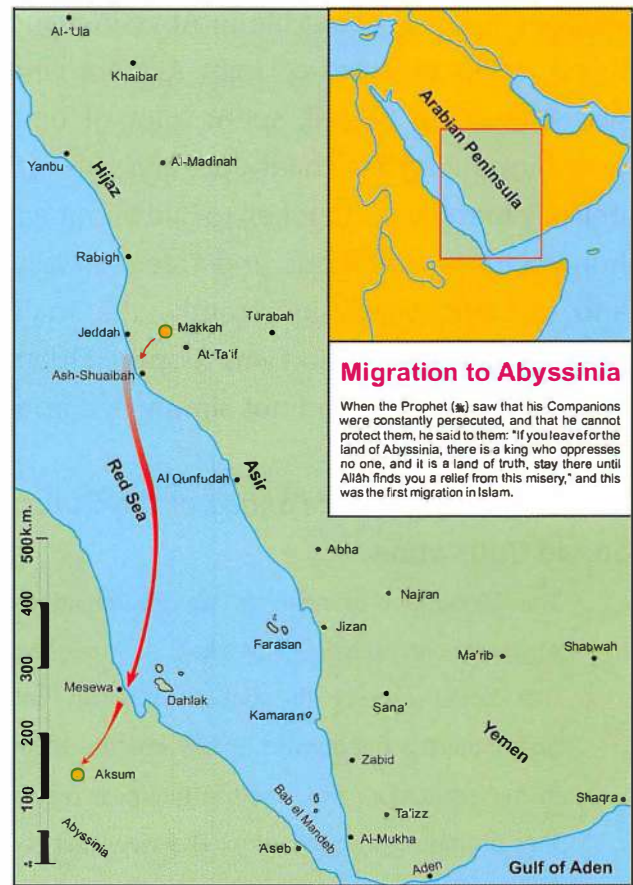 Al-'Ula
Khaibar
Yanbu
Hijaz
Al-Madinah
Rabigh
Jeddah
Makkah
Turabah
At-Ta'if
Ash-Shuaibah
Red Sea
Al Qunfudah
Asir
Abha
Najran
Farasan
Jizan
Ma'rib
Shabwah
Mesewa
Dahlak
Kamaran
Sana'
Yemen
Aksum
Zabid
Abyssinia
Bab el Mandeb
Ta'izz
Shaqra
'Aseb
Al-Mukha
Aden
Gulf of Aden
500k.m.
400
300
200
100
Arabian Peninsula
Migration to Abyssinia
When the Prophet (ﷺ) saw that his Companions
were constantly persecuted, and that he cannot
protect them, he said to them: "If you leave for the
land of Abyssinia, there is a king who oppresses
no one, and it is a land of truth, stay there until
Allâh finds you a relief from this misery," and this
was the first migration in Islam.